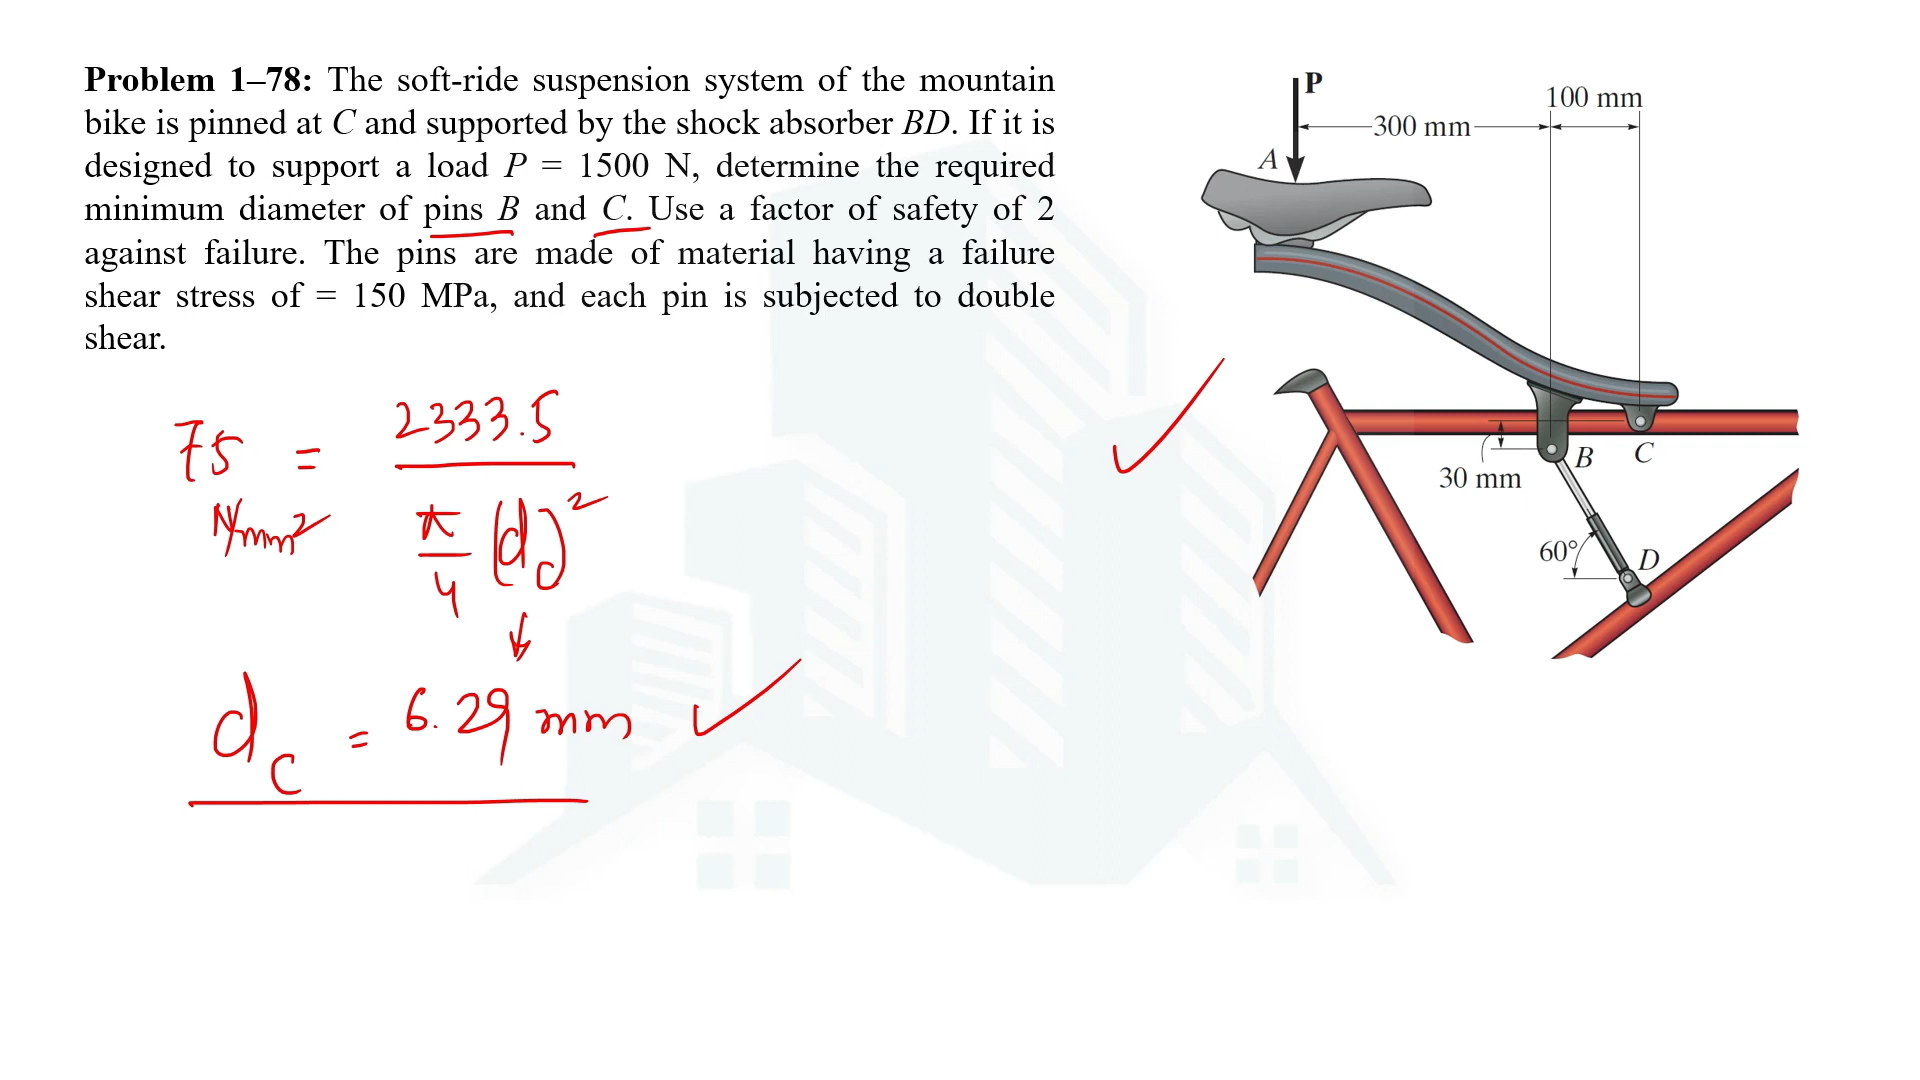 Problem 1–78: The soft-ride suspension system of the mountain
bike is pinned at C and supported by the shock absorber BD. If it is
designed to support a load P = 1500 N, determine the required
minimum diameter of pins B and C. Use a factor of safety of 2
against failure. The pins are made of material having a failure
shear stress of = 150 MPa, and each pin is subjected to double
shear.
75 N/mm² =
2333.5
π/4 (dc)²
dc = 6.29 mm
P
100 mm
300 mm
A
30 mm
B
C
60°
D